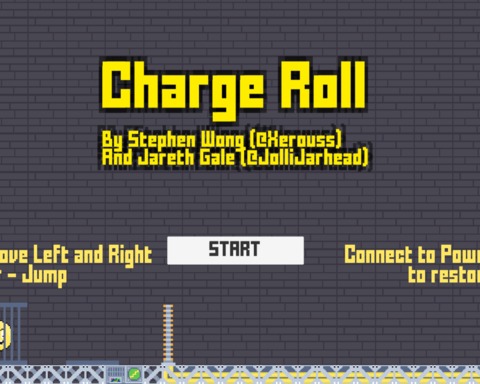 Charge Roll
By Stephen Wong (@Xerouss)
And Jareth Gale (@JolliJarhead)
ove Left and Right
- Jump
START
Connect to Pow
to resto